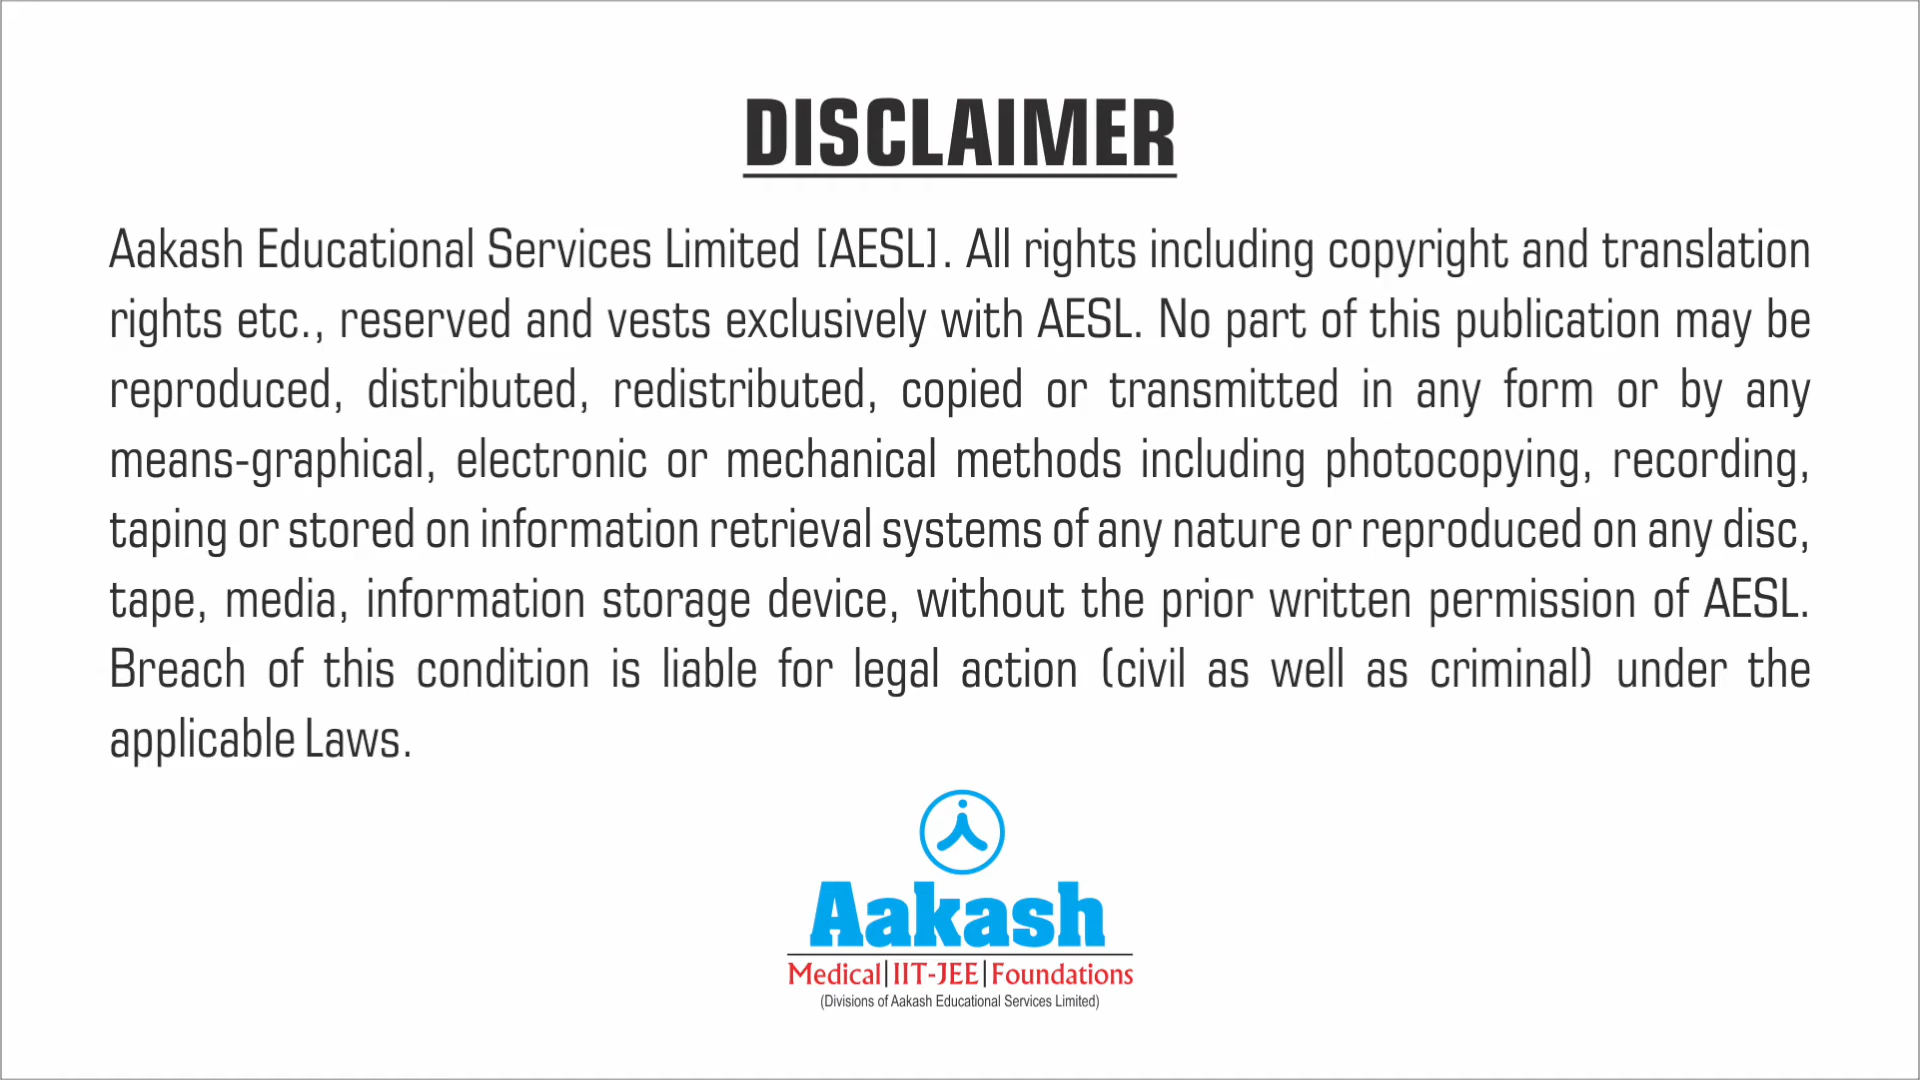 DISCLAIMER
Aakash Educational Services Limited [AESL]. All rights including copyright and translation
rights etc., reserved and vests exclusively with AESL. No part of this publication may be
reproduced, distributed, redistributed, copied or transmitted in any form or by any
means-graphical, electronic or mechanical methods including photocopying, recording,
taping or stored on information retrieval systems of any nature or reproduced on any disc,
tape, media, information storage device, without the prior written permission of AESL.
Breach of this condition is liable for legal action (civil as well as criminal) under the
applicable Laws.
Aakash
Medical|IIT-JEE|Foundations
(Divisions of Aakash Educational Services Limited)